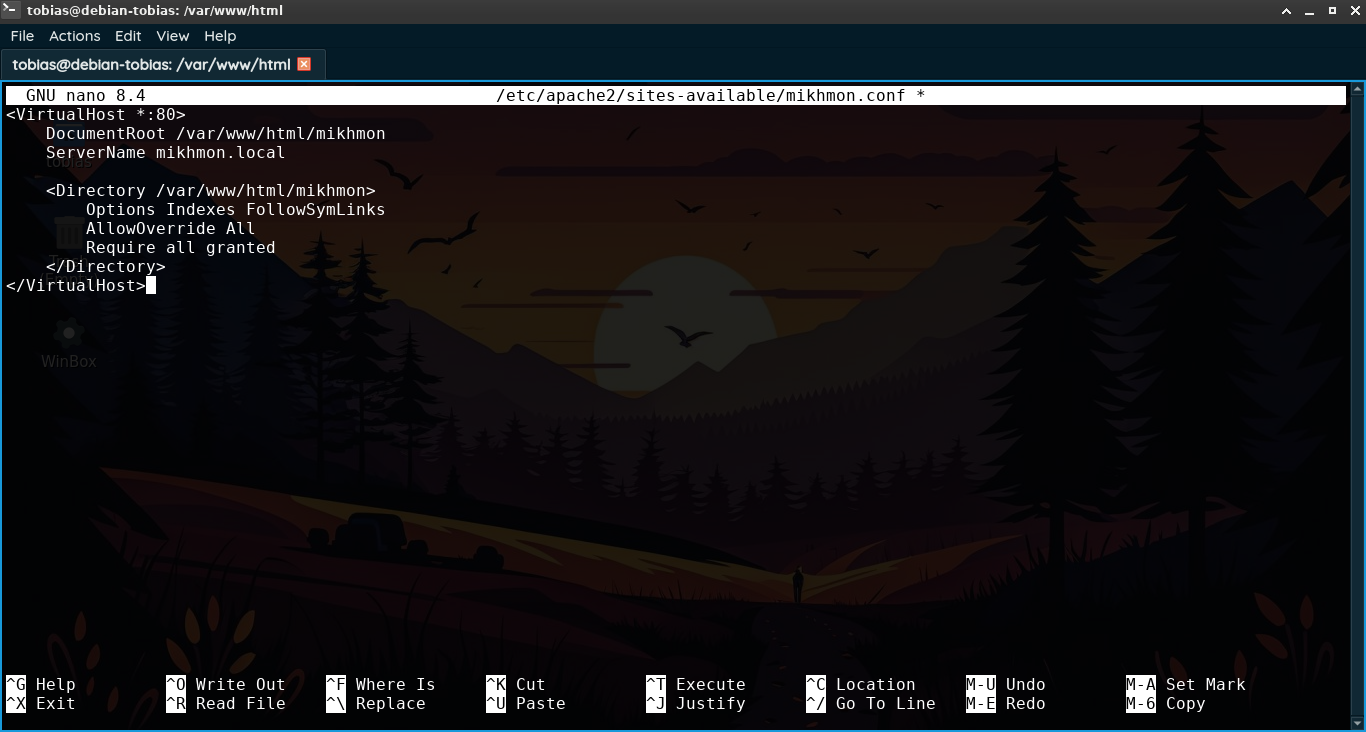 tobias@debian-tobias: /var/www/html
File Actions Edit View Help
tobias@debian-tobias: /var/www/html
GNU nano 8.4 /etc/apache2/sites-available/mikhmon.conf *
<VirtualHost *:80>
    DocumentRoot /var/www/html/mikhmon
    ServerName mikhmon.local
tobias
    <Directory /var/www/html/mikhmon>
        Options Indexes FollowSymLinks
        AllowOverride All
        Require all granted
    </Directory>
</VirtualHost>
WinBox
^G Help ^O Write Out ^F Where Is ^K Cut ^T Execute ^C Location M-U Undo M-A Set Mark
^X Exit ^R Read File ^\ Replace ^U Paste ^J Justify ^/ Go To Line M-E Redo M-6 Copy